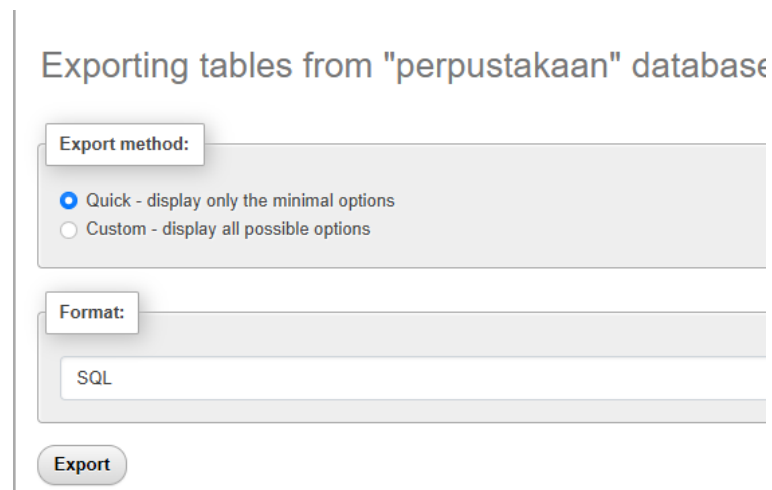 Exporting tables from "perpustakaan" database
Export method:
Quick - display only the minimal options
Custom - display all possible options
Format:
SQL
Export